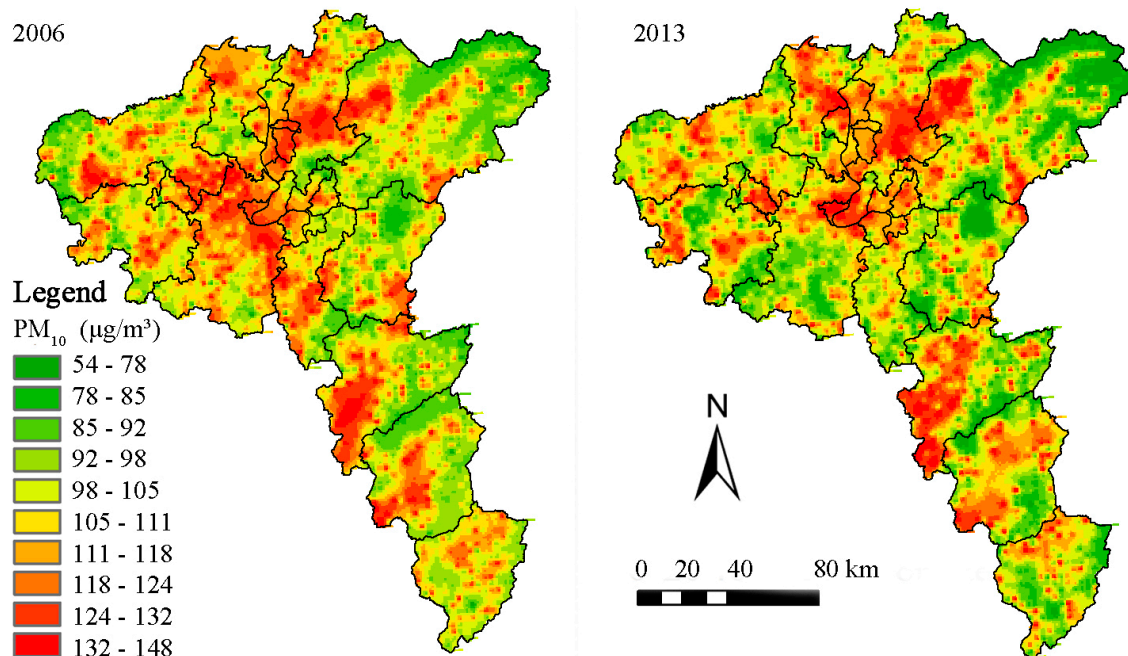 2006
2013
Legend
PM₁₀ (µg/m³)
54 - 78
78 - 85
85 - 92
92 - 98
98 - 105
105 - 111
111 - 118
118 - 124
124 - 132
132 - 148
N
0 20 40 80 km